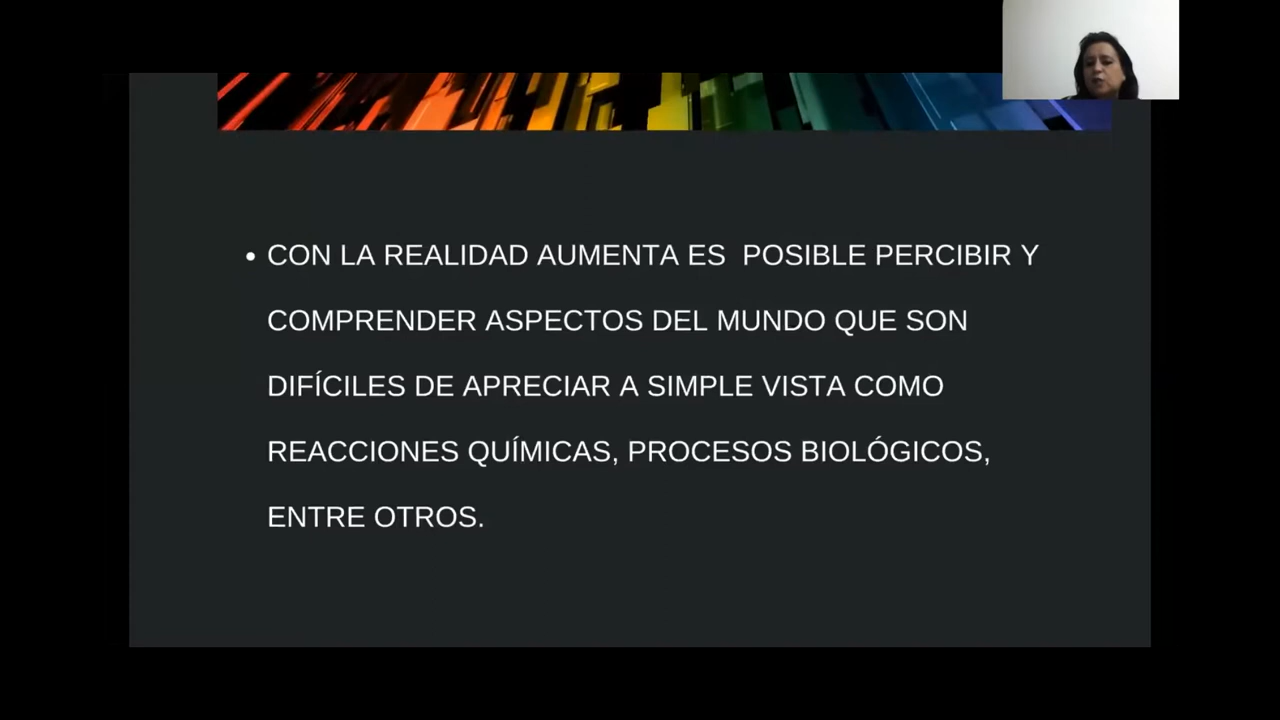 • CON LA REALIDAD AUMENTA ES  POSIBLE PERCIBIR Y
COMPRENDER ASPECTOS DEL MUNDO QUE SON
DIFÍCILES DE APRECIAR A SIMPLE VISTA COMO
REACCIONES QUÍMICAS, PROCESOS BIOLÓGICOS,
ENTRE OTROS.